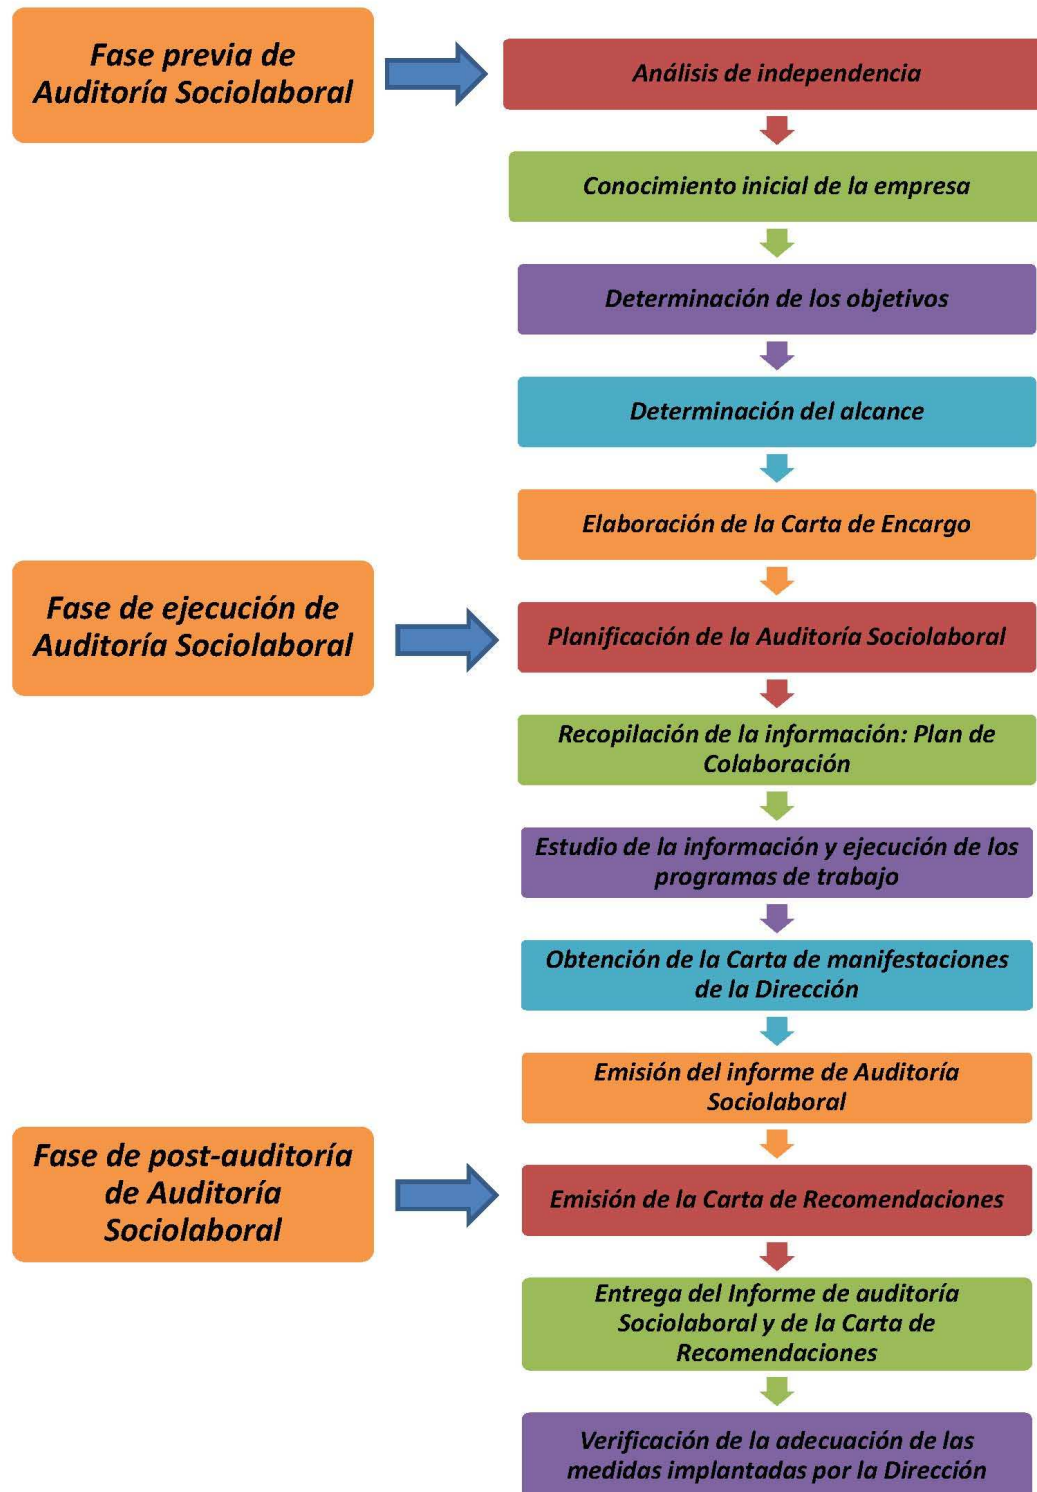 Fase previa de
Auditoría Sociolaboral
Análisis de independencia
Conocimiento inicial de la empresa
Determinación de los objetivos
Determinación del alcance
Elaboración de la Carta de Encargo
Fase de ejecución de
Auditoría Sociolaboral
Planificación de la Auditoría Sociolaboral
Recopilación de la información: Plan de
Colaboración
Estudio de la información y ejecución de los
programas de trabajo
Obtención de la Carta de manifestaciones
de la Dirección
Emisión del informe de Auditoría
Sociolaboral
Fase de post-auditoría
de Auditoría
Sociolaboral
Emisión de la Carta de Recomendaciones
Entrega del Informe de auditoría
Sociolaboral y de la Carta de
Recomendaciones
Verificación de la adecuación de las
medidas implantadas por la Dirección